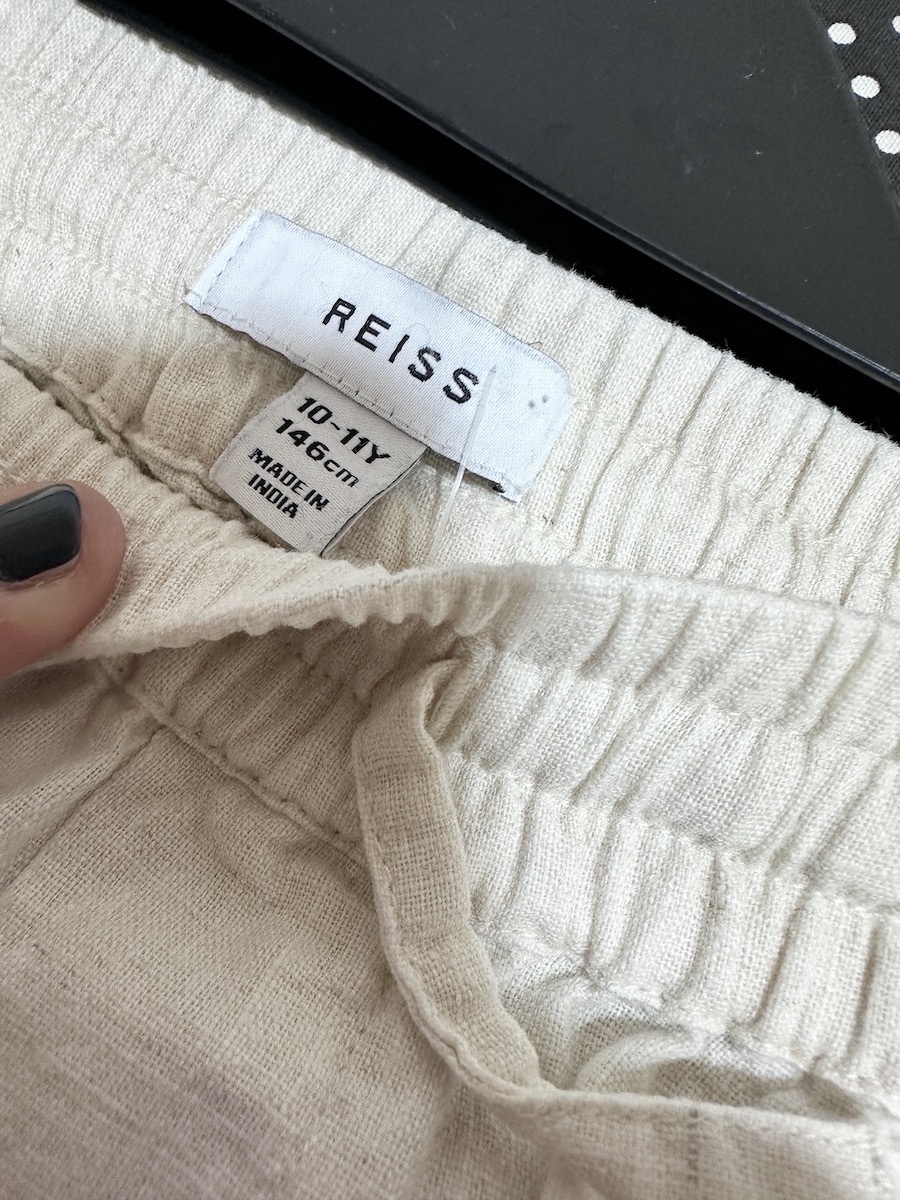 REISS
10-11Y
146cm
MADE IN
INDIA